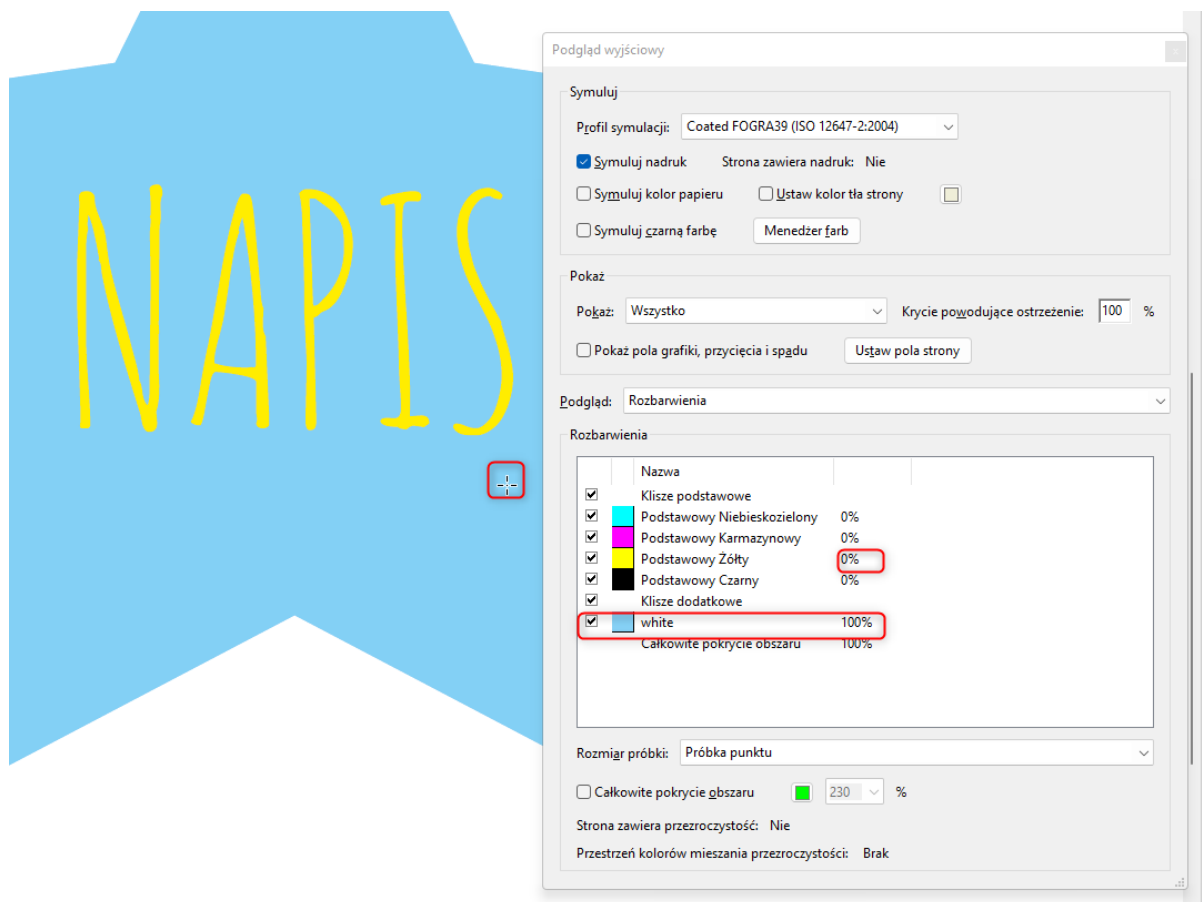 NAPIS
Podgląd wyjściowy
Symuluj
Profil symulacji: Coated FOGRA39 (ISO 12647-2:2004)
Symuluj nadruk Strona zawiera nadruk: Nie
Symuluj kolor papieru Ustaw kolor tła strony
Symuluj czarną farbę Menedżer farb
Pokaż
Pokaż: Wszystko Krycie powodujące ostrzeżenie: 100 %
Pokaż pola grafiki, przycięcia i spadu Ustaw pola strony
Podgląd: Rozbarwienia
Rozbarwienia
Nazwa
Klisze podstawowe
Podstawowy Niebieskozielony 0%
Podstawowy Karmazynowy 0%
Podstawowy Żółty 0%
Podstawowy Czarny 0%
Klisze dodatkowe
white 100%
Całkowite pokrycie obszaru 100%
Rozmiar próbki: Próbka punktu
Całkowite pokrycie obszaru 230 %
Strona zawiera przezroczystość: Nie
Przestrzeń kolorów mieszania przezroczystości: Brak